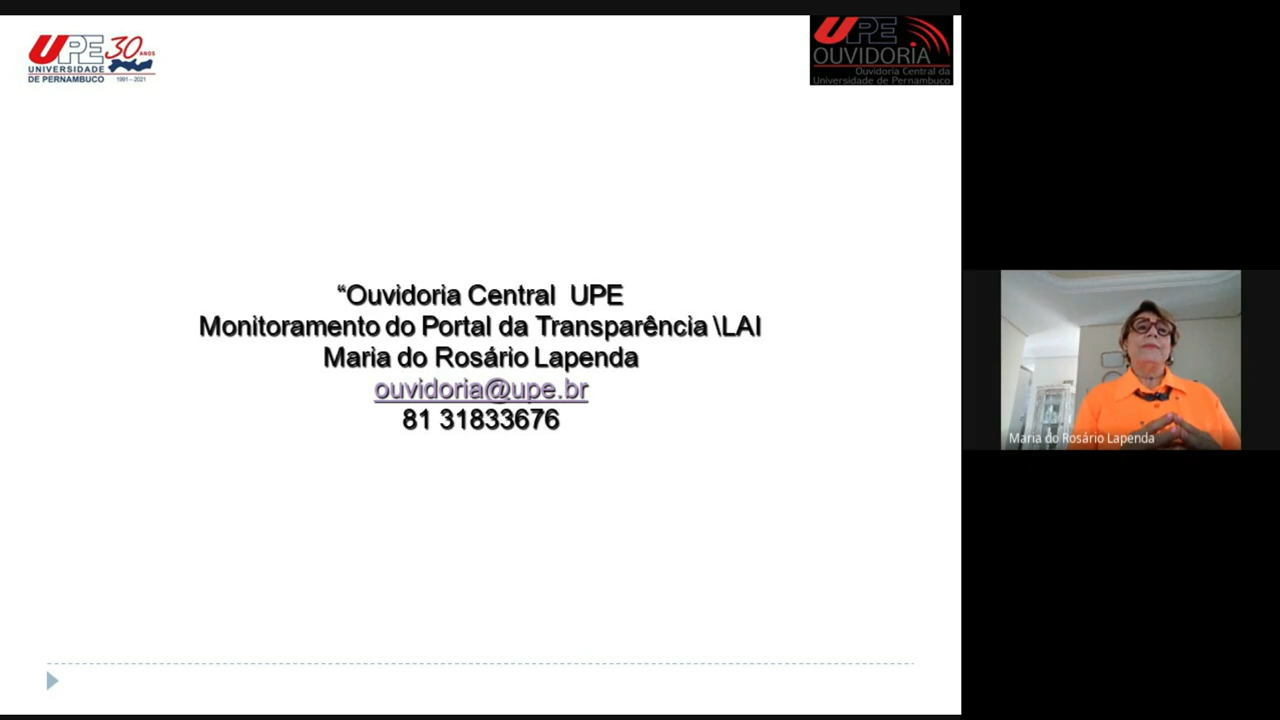 UPE 30 ANOS
UNIVERSIDADE
DE PERNAMBUCO 1991 - 2021
UPE
OUVIDORIA
Ouvidoria Central da
Universidade de Pernambuco
“Ouvidoria Central UPE
Monitoramento do Portal da Transparência \LAI
Maria do Rosário Lapenda
ouvidoria@upe.br
81 31833676
Maria do Rosário Lapenda